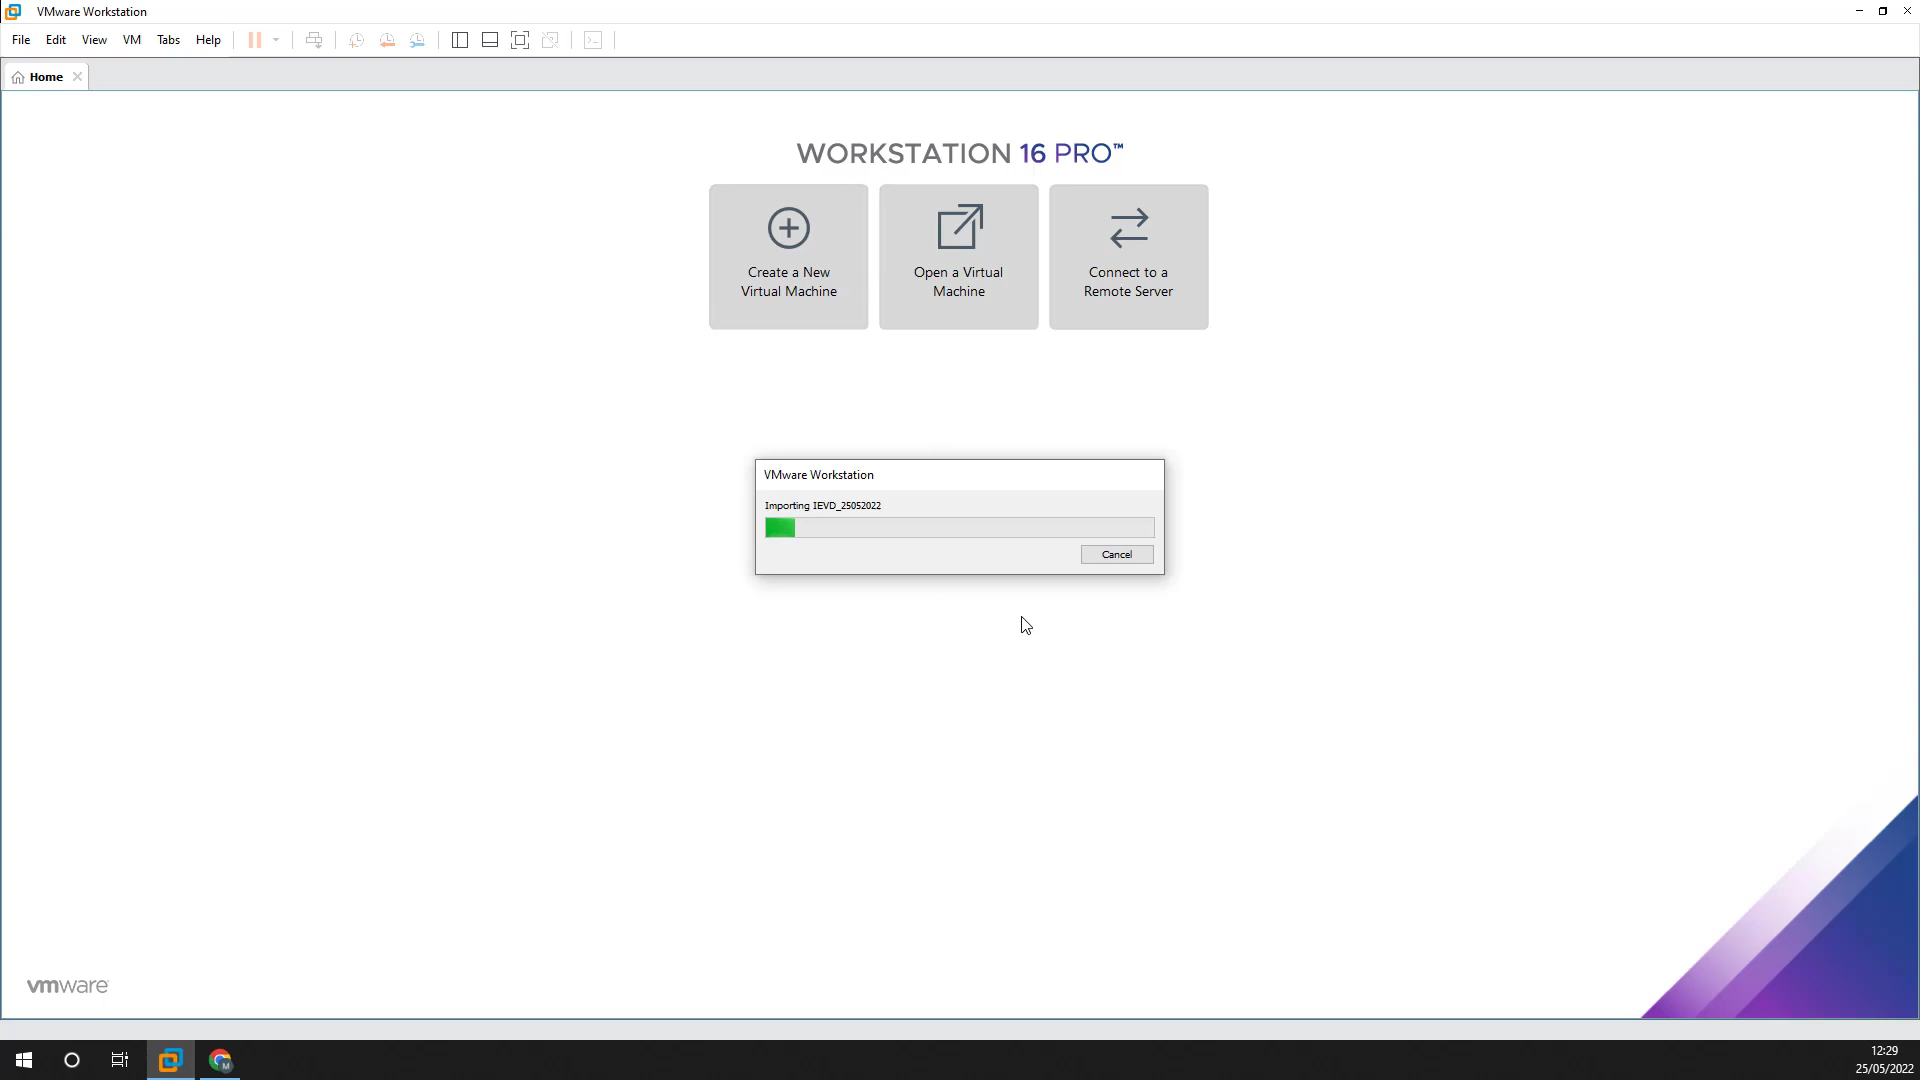 VMware Workstation
File Edit View VM Tabs Help
Home
WORKSTATION 16 PRO™
Create a New
Virtual Machine
Open a Virtual
Machine
Connect to a
Remote Server
VMware Workstation
Importing IEVD_25052022
Cancel
vmware
M
12:29
25/05/2022